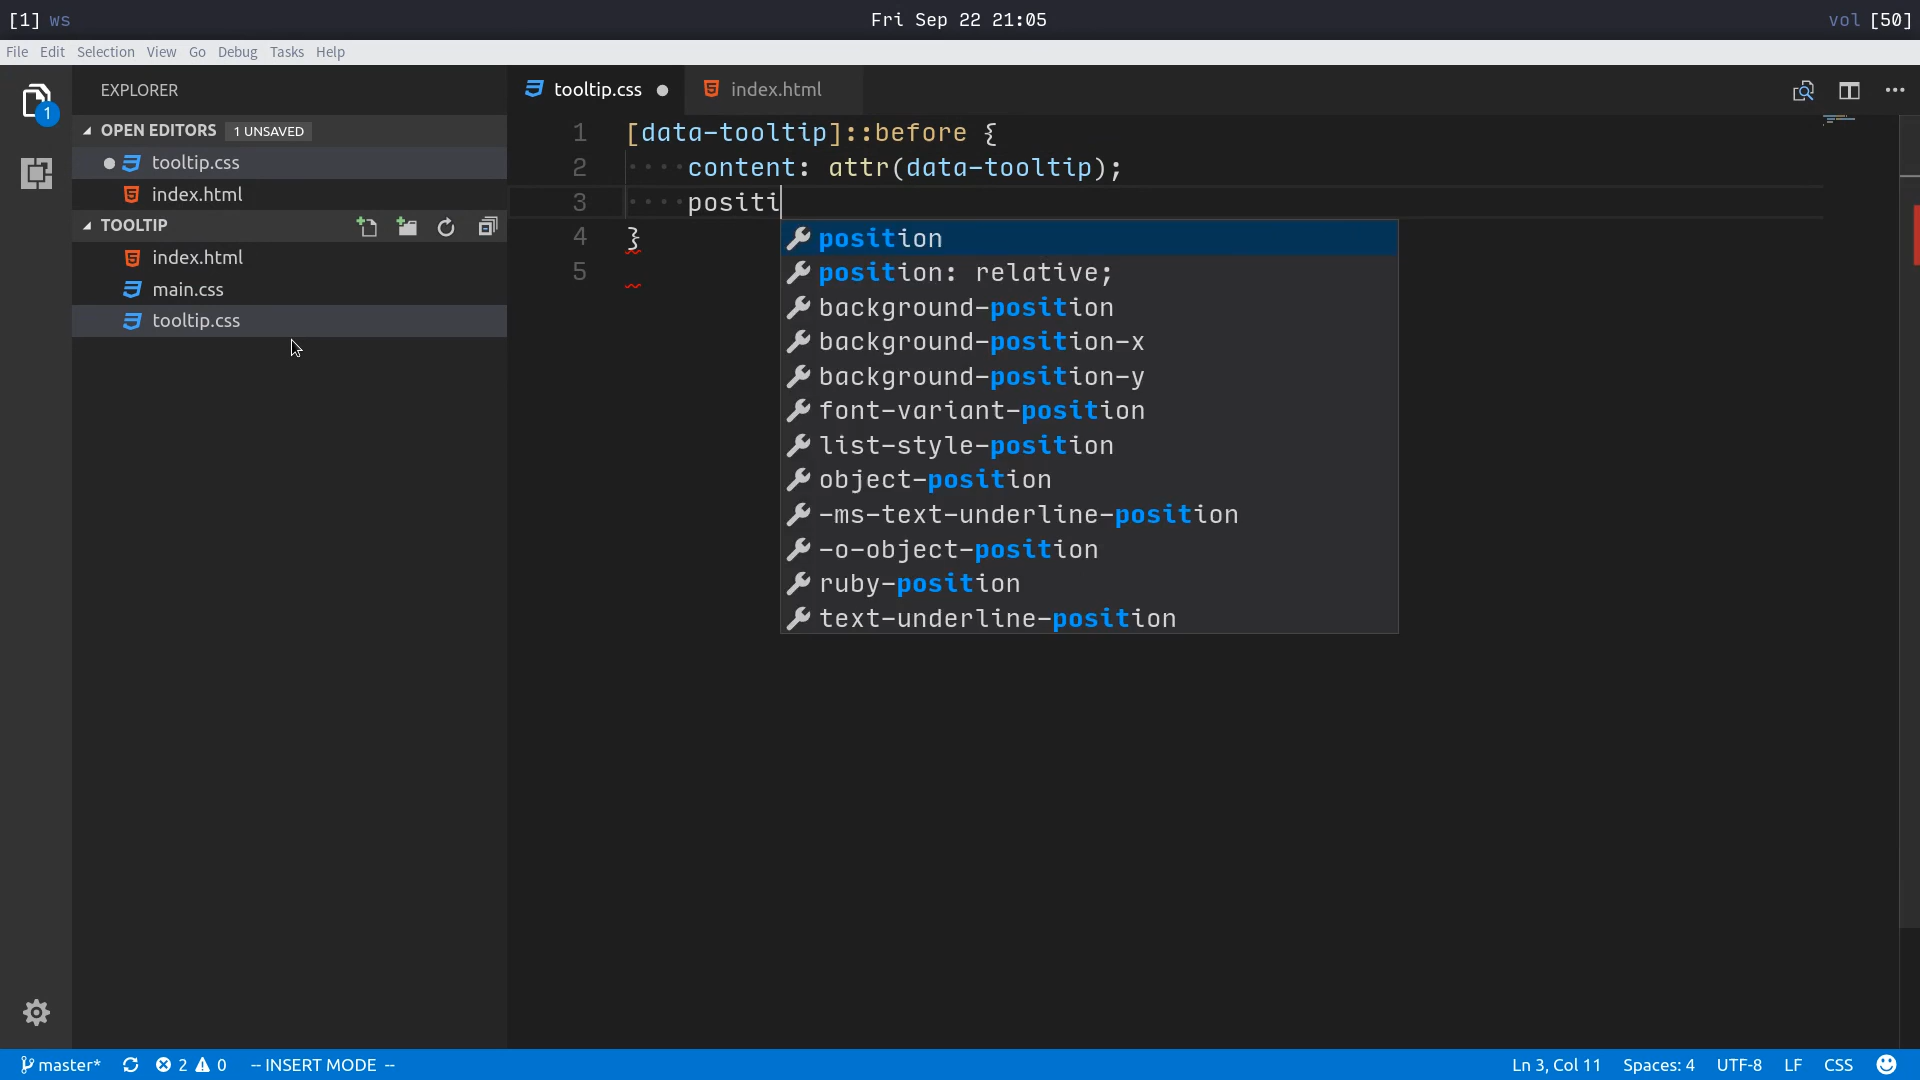 [1] ws Fri Sep 22 21:05 vol [50]
File Edit Selection View Go Debug Tasks Help
EXPLORER
OPEN EDITORS 1 UNSAVED
tooltip.css
index.html
TOOLTIP
index.html
main.css
tooltip.css
1
tooltip.css index.html
1 [data-tooltip]::before {
2 ····content: attr(data-tooltip);
3 ····positi
4 }
5
position
position: relative;
background-position
background-position-x
background-position-y
font-variant-position
list-style-position
object-position
-ms-text-underline-position
-o-object-position
ruby-position
text-underline-position
master* 2 0 -- INSERT MODE -- Ln 3, Col 11 Spaces: 4 UTF-8 LF CSS